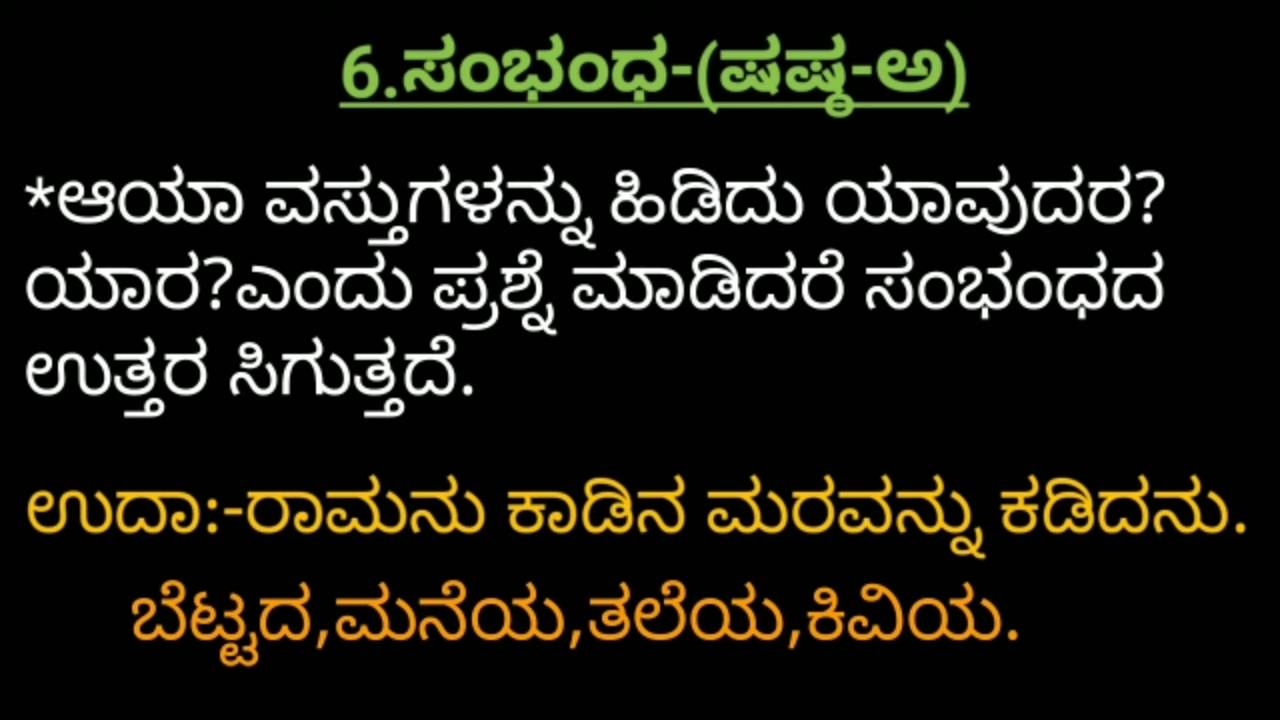 6.ಸಂಭಂಧ-(ಷಷ್ಠ-ಅ)
*ಆಯಾ ವಸ್ತುಗಳನ್ನು ಹಿಡಿದು ಯಾವುದರ?
ಯಾರ?ಎಂದು ಪ್ರಶ್ನೆ ಮಾಡಿದರೆ ಸಂಭಂಧದ
ಉತ್ತರ ಸಿಗುತ್ತದೆ.
ಉದಾ:-ರಾಮನು ಕಾಡಿನ ಮರವನ್ನು ಕಡಿದನು.
ಬೆಟ್ಟದ,ಮನೆಯ,ತಲೆಯ,ಕಿವಿಯ.